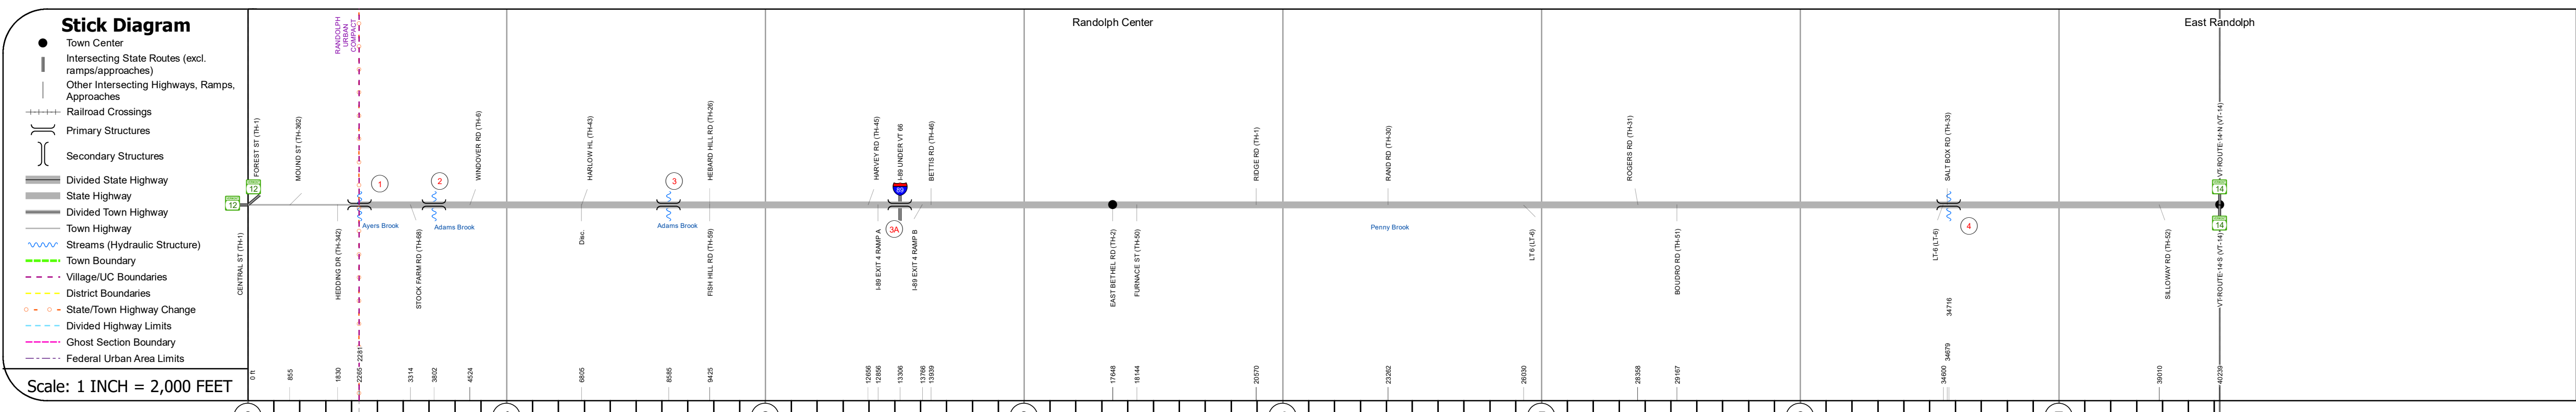 Stick Diagram
Town Center
Intersecting State Routes (excl.
ramps/approaches)
Other Intersecting Highways, Ramps,
Approaches
Railroad Crossings
Primary Structures
Secondary Structures
Divided State Highway
State Highway
Divided Town Highway
Town Highway
Streams (Hydraulic Structure)
Town Boundary
Village/UC Boundaries
District Boundaries
State/Town Highway Change
Divided Highway Limits
Ghost Section Boundary
Federal Urban Area Limits
Scale: 1 INCH = 2,000 FEET
RANDOLPH
URBAN
COMPACT
Randolph Center
East Randolph
FOREST ST (TH-1)
MOUND ST (TH-362)
WINDOVER RD (TH-6)
HARLOW HL (TH-43)
HEBARD HILL RD (TH-26)
HARVEY RD (TH-45)
I-89 UNDER VT 66
BETTIS RD (TH-46)
RIDGE RD (TH-1)
RAND RD (TH-30)
ROGERS RD (TH-31)
SALT BOX RD (TH-33)
VT-ROUTE-14-N (VT-14)
12
12
1
2
3
89
3A
4
14
14
Ayers Brook
Adams Brook
Adams Brook
Penny Brook
CENTRAL ST (TH-1)
HEDDING DR (TH-342)
STOCK FARM RD (TH-68)
Disc.
FISH HILL RD (TH-59)
I-89 EXIT 4 RAMP A
I-89 EXIT 4 RAMP B
EAST BETHEL RD (TH-2)
FURNACE ST (TH-50)
LT 6 (LT-6)
BOUDRO RD (TH-51)
LT-6 (LT-6)
SILLOWAY RD (TH-52)
VT-ROUTE-14-S (VT-14)
0 ft
855
1830
2265
2281
3314
3802
4524
6805
8585
9425
12656
12856
13306
13766
13939
17648
18144
20570
23262
26030
28358
29167
34600
34679
34716
39010
40239